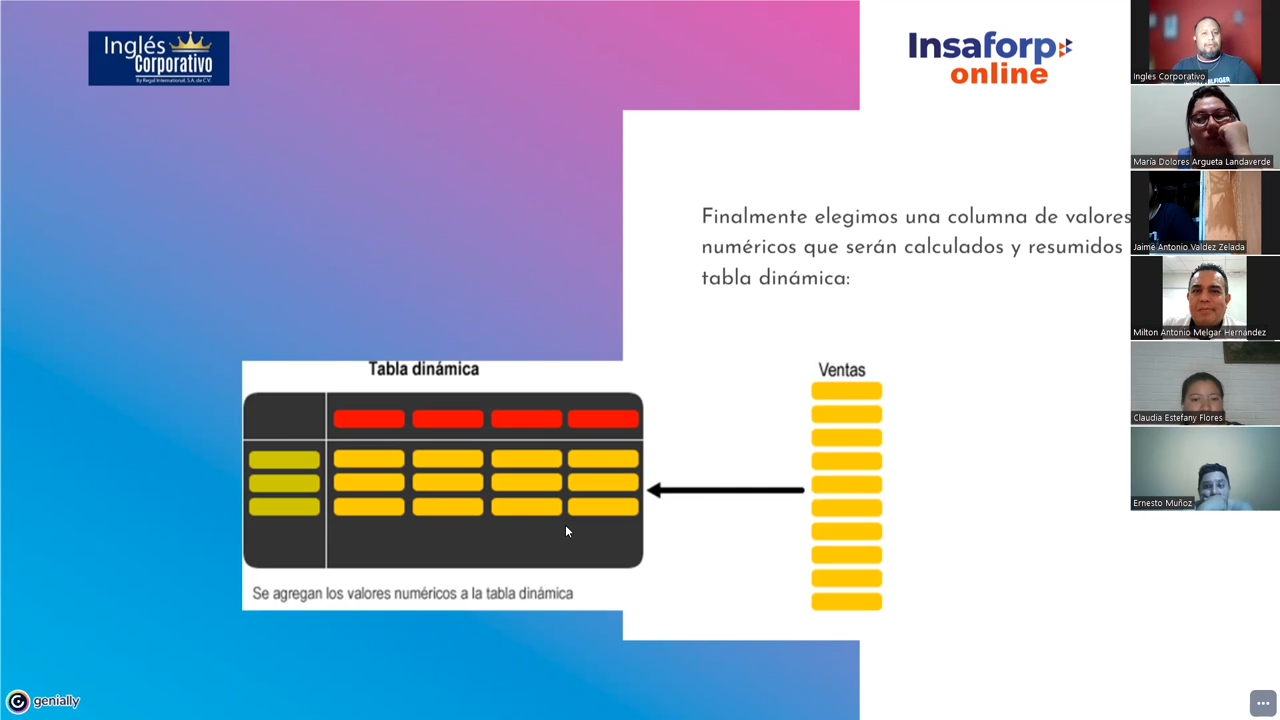 Inglés
Corporativo
By Regal International, S.A. de C.V.
Insaforp
online
Finalmente elegimos una columna de valores
numéricos que serán calculados y resumidos
tabla dinámica:
Tabla dinámica
Ventas
Se agregan los valores numéricos a la tabla dinámica
genially
Ingles Corporativo
María Dolores Argueta Landaverde
Jaime Antonio Valdez Zelada
Milton Antonio Melgar Hernández
Claudia Estefany Flores
Ernesto Muñoz